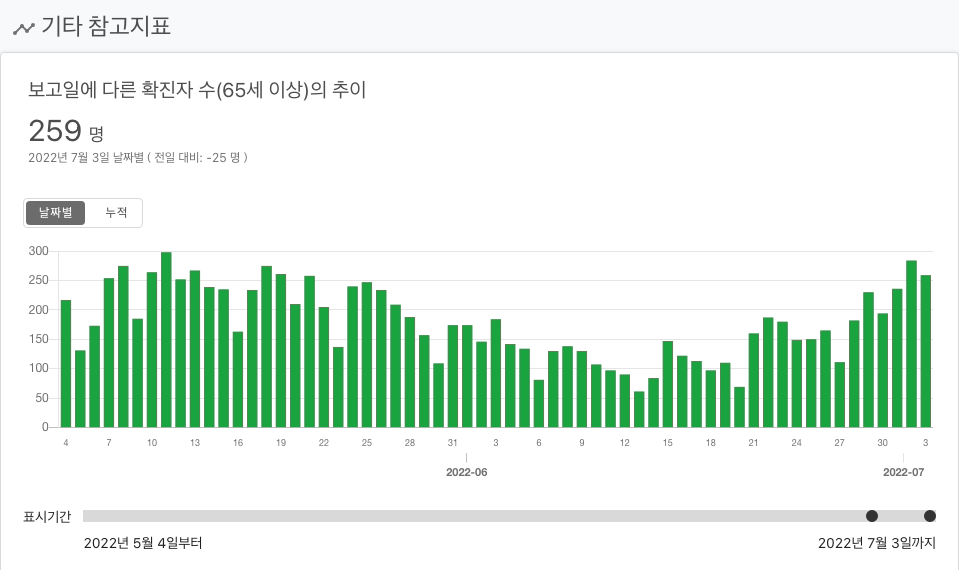 기타 참고지표
보고일에 다른 확진자 수(65세 이상)의 추이
259 명
2022년 7월 3일 날짜별 ( 전일 대비: -25 명 )
날짜별 누적
300
250
200
150
100
50
0
4 7 10 13 16 19 22 25 28 31 3 6 9 12 15 18 21 24 27 30 3
2022-06 2022-07
표시기간
2022년 5월 4일부터 2022년 7월 3일까지